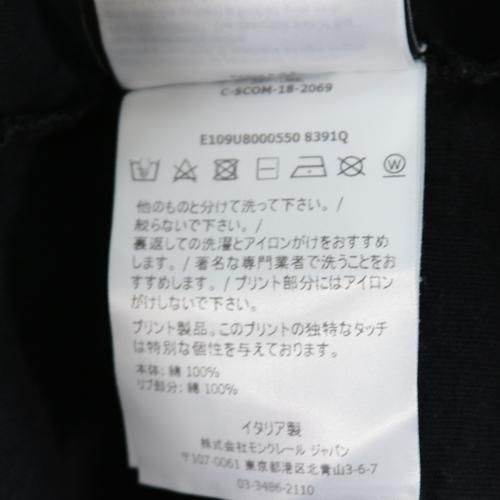 C-SCOM-18-2069
E109U8000550 8391Q
W
他のものと分けて洗って下さい。/
絞らないで下さい。/
裏返しての洗濯とアイロンがけをおすすめ
します。/ 著名な専門業者で洗うことをお
すすめします。/ プリント部分にはアイロン
がけしないで下さい。
プリント製品。このプリントの独特なタッチ
は特別な個性を与えております。
本体: 綿 100%
リブ部分: 綿 100%
イタリア製
株式会社モンクレール ジャパン
〒107-0061 東京都港区北青山3-6-7
03-3486-2110